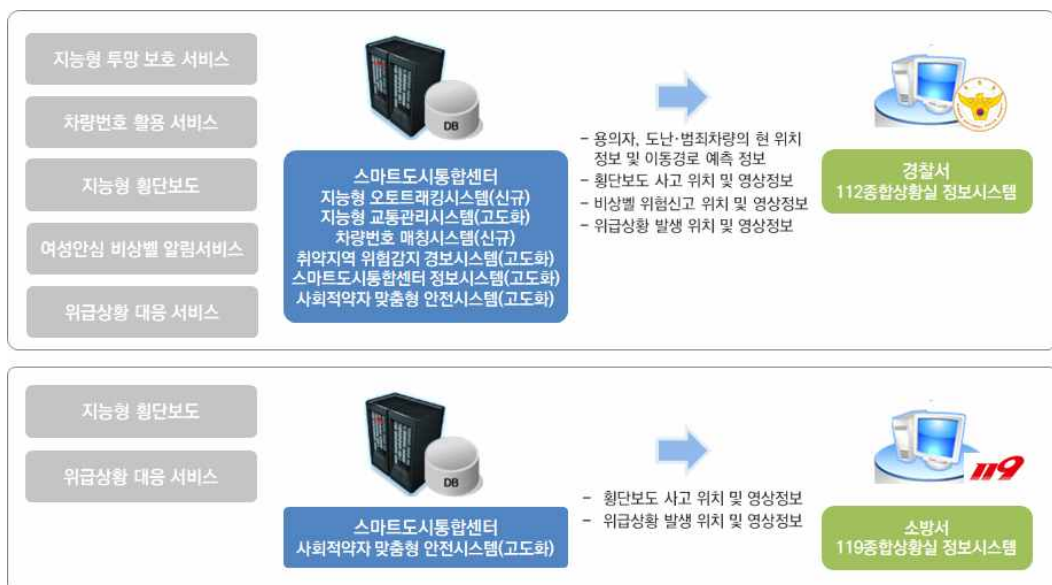 지능형 투망 보호 서비스
차량번호 활용 서비스
지능형 횡단보도
여성안심 비상벨 알림서비스
위급상황 대응 서비스
DB
스마트도시통합센터
지능형 오토트래킹시스템(신규)
지능형 교통관리시스템(고도화)
차량번호 매칭시스템(신규)
취약지역 위험감지 경보시스템(고도화)
스마트도시통합센터 정보시스템(고도화)
사회적약자 맞춤형 안전시스템(고도화)
– 용의자, 도난·범죄차량의 현 위치
정보 및 이동경로 예측 정보
– 횡단보도 사고 위치 및 영상정보
– 비상벨 위험신고 위치 및 영상정보
– 위급상황 발생 위치 및 영상정보
경찰서
112종합상황실 정보시스템
지능형 횡단보도
위급상황 대응 서비스
DB
스마트도시통합센터
사회적약자 맞춤형 안전시스템(고도화)
– 횡단보도 사고 위치 및 영상정보
– 위급상황 발생 위치 및 영상정보
119
소방서
119종합상황실 정보시스템